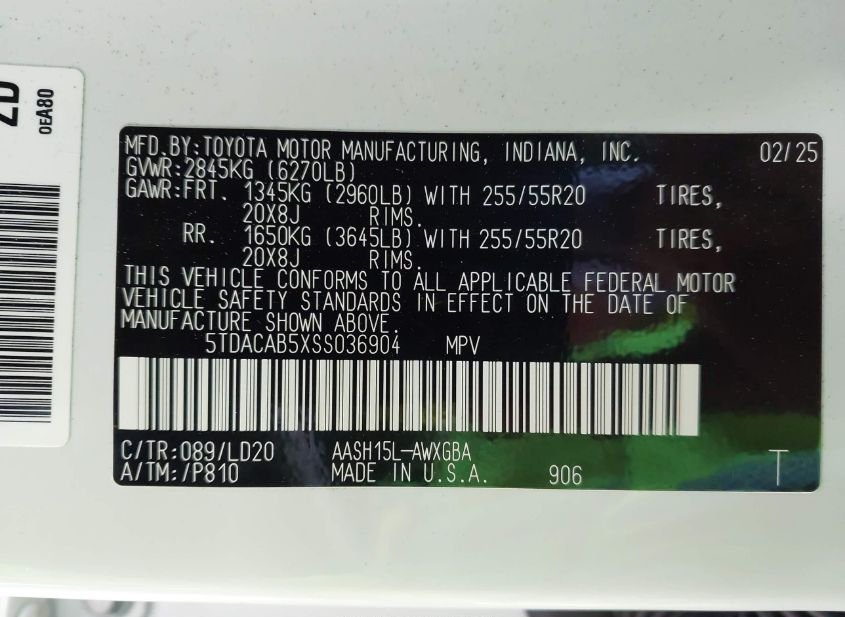 ZD
0EA80
MFD.BY:TOYOTA MOTOR MANUFACTURING, INDIANA, INC. 02/25
GVWR:2845KG (6270LB)
GAWR:FRT. 1345KG (2960LB) WITH 255/55R20 TIRES,
20X8J RIMS.
RR. 1650KG (3645LB) WITH 255/55R20 TIRES,
20X8J RIMS.
THIS VEHICLE CONFORMS TO ALL APPLICABLE FEDERAL MOTOR
VEHICLE SAFETY STANDARDS IN EFFECT ON THE DATE OF
MANUFACTURE SHOWN ABOVE.
5TDACAB5XSS036904 MPV
C/TR:089/LD20 AASH15L-AWXGBA
A/TM:/P810 MADE IN U.S.A. 906 T